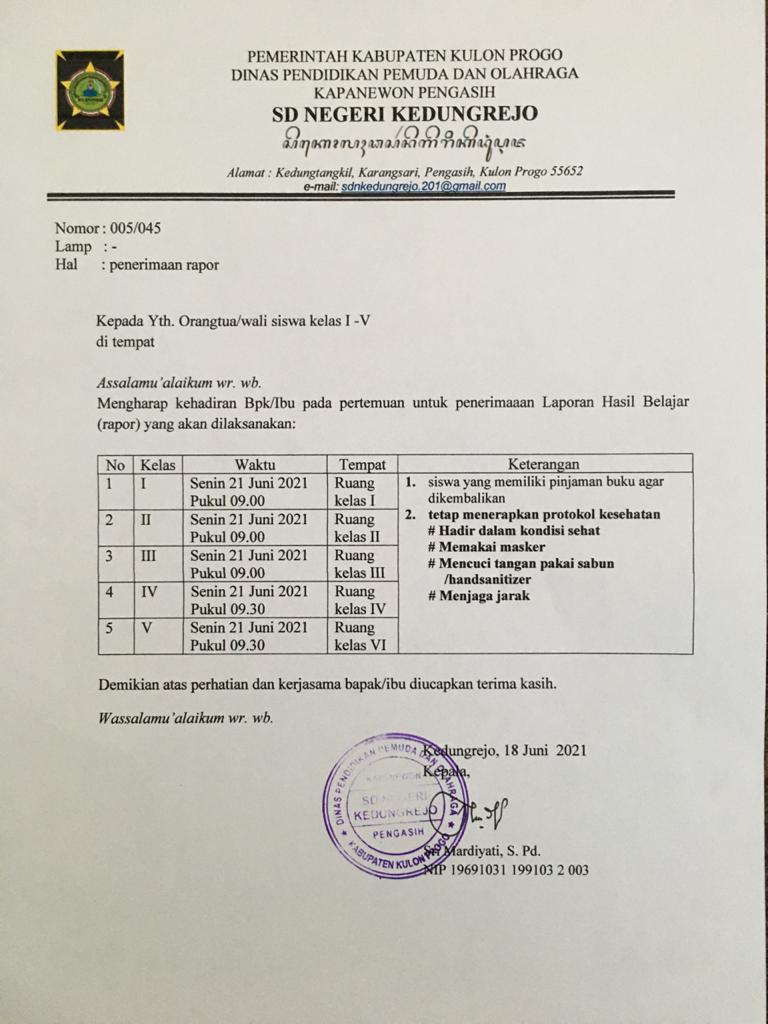 PEMERINTAH KABUPATEN KULON PROGO
DINAS PENDIDIKAN PEMUDA DAN OLAHRAGA
KAPANEWON PENGASIH
SD NEGERI KEDUNGREJO
Alamat : Kedungtangkil, Karangsari, Pengasih, Kulon Progo 55652
e-mail: sdnkedungrejo.201@gmail.com
Nomor : 005/045
Lamp : -
Hal : penerimaan rapor
Kepada Yth. Orangtua/wali siswa kelas I -V
di tempat
Assalamu’alaikum wr. wb.
Mengharap kehadiran Bpk/Ibu pada pertemuan untuk penerimaaan Laporan Hasil Belajar
(rapor) yang akan dilaksanakan:
No Kelas Waktu Tempat Keterangan
1 I Senin 21 Juni 2021 Ruang
Pukul 09.00 kelas I
2 II Senin 21 Juni 2021 Ruang
Pukul 09.00 kelas II
3 III Senin 21 Juni 2021 Ruang
Pukul 09.00 kelas III
4 IV Senin 21 Juni 2021 Ruang
Pukul 09.30 kelas IV
5 V Senin 21 Juni 2021 Ruang
Pukul 09.30 kelas VI
1. siswa yang memiliki pinjaman buku agar
dikembalikan
2. tetap menerapkan protokol kesehatan
# Hadir dalam kondisi sehat
# Memakai masker
# Mencuci tangan pakai sabun
/handsanitizer
# Menjaga jarak
Demikian atas perhatian dan kerjasama bapak/ibu diucapkan terima kasih.
Wassalamu’alaikum wr. wb.
Kedungrejo, 18 Juni 2021
Kepala,
DINAS PENDIDIKAN PEMUDA DAN OLAHRAGA
KAPANEWON
SD NEGERI
KEDUNGREJO
PENGASIH
KABUPATEN KULON PROGO
Sri Mardiyati, S. Pd.
NIP 19691031 199103 2 003